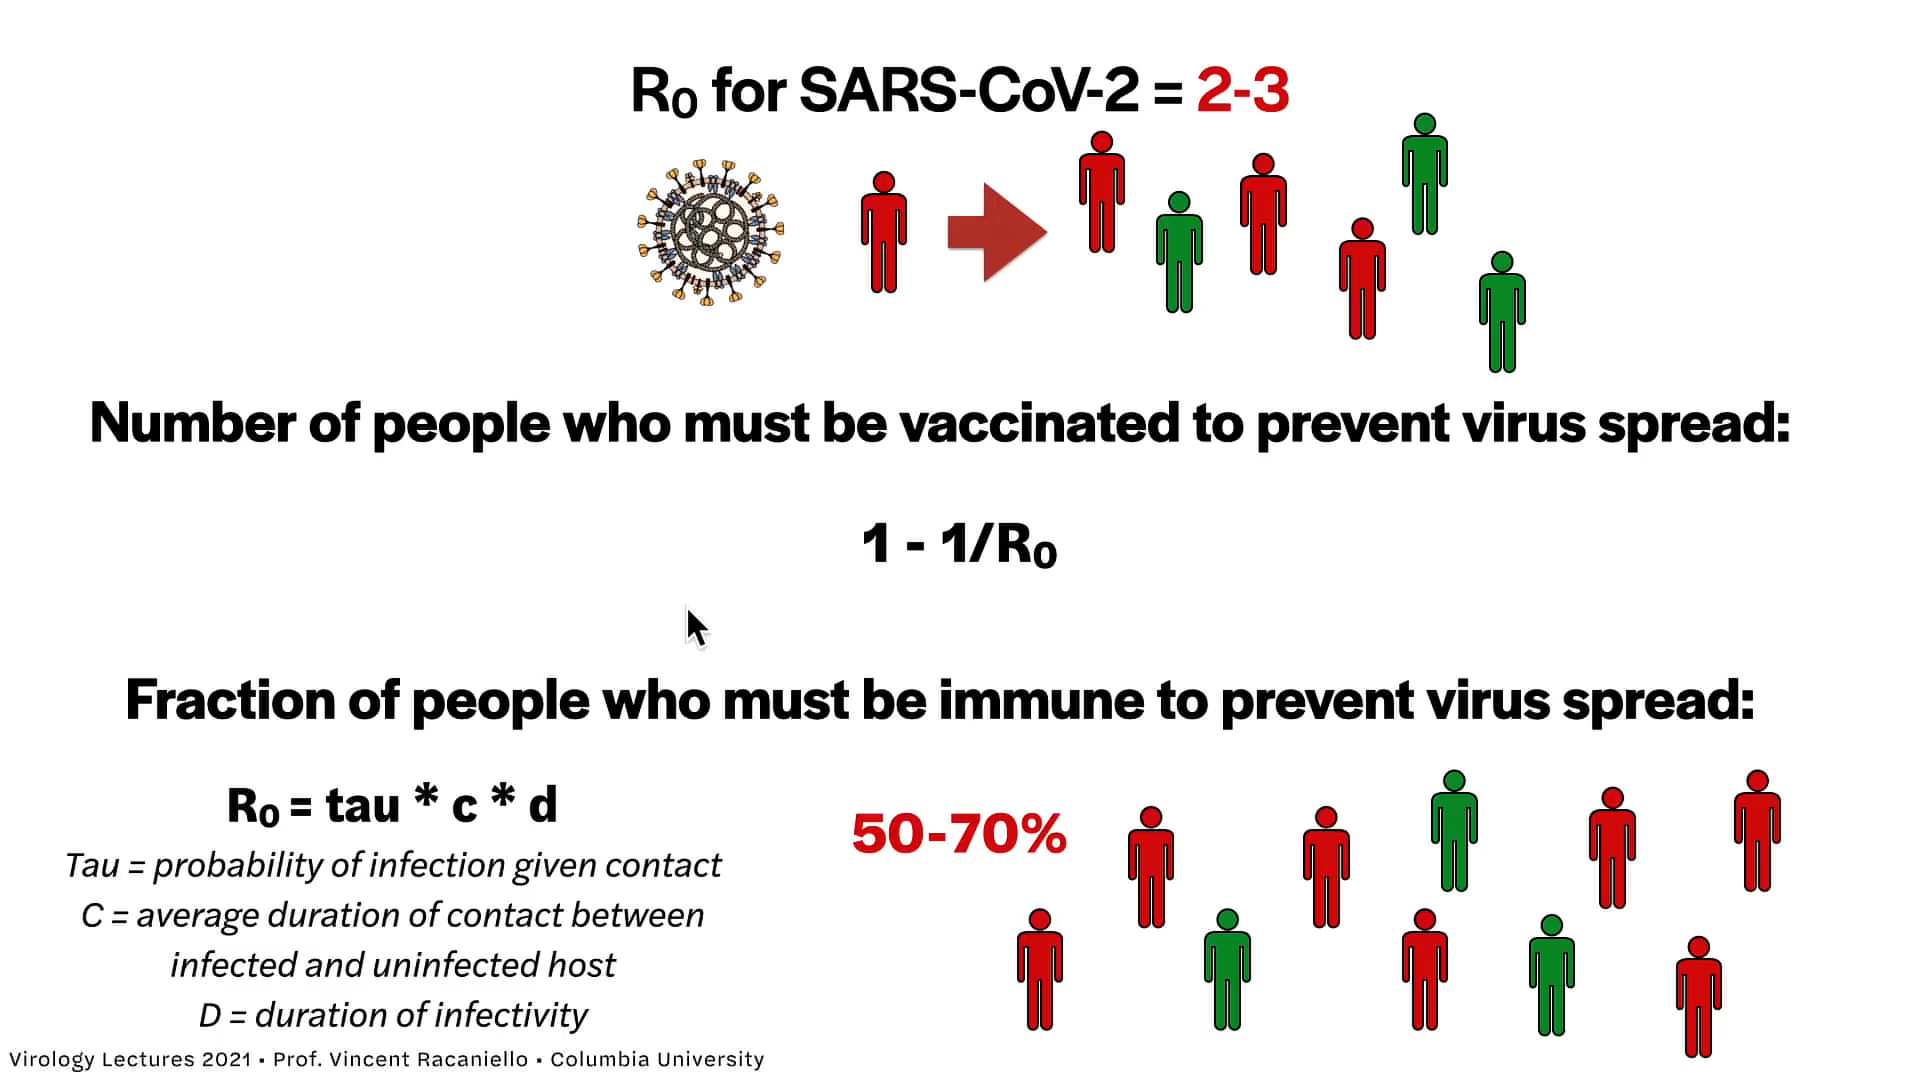 R₀ for SARS-CoV-2 = 2-3
Number of people who must be vaccinated to prevent virus spread:
1 - 1/R₀
Fraction of people who must be immune to prevent virus spread:
R₀ = tau * c * d
Tau = probability of infection given contact
C = average duration of contact between
infected and uninfected host
D = duration of infectivity
50-70%
Virology Lectures 2021 • Prof. Vincent Racaniello • Columbia University